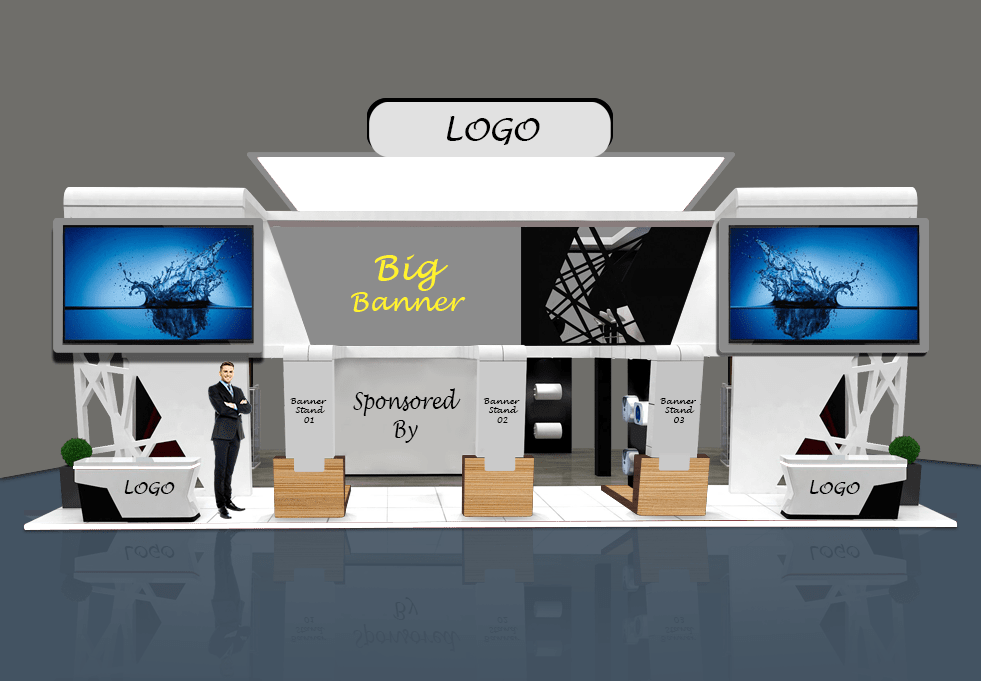 LOGO
Big
Banner
Banner
Stand
01
Sponsored
By
Banner
Stand
02
Banner
Stand
03
LOGO
LOGO